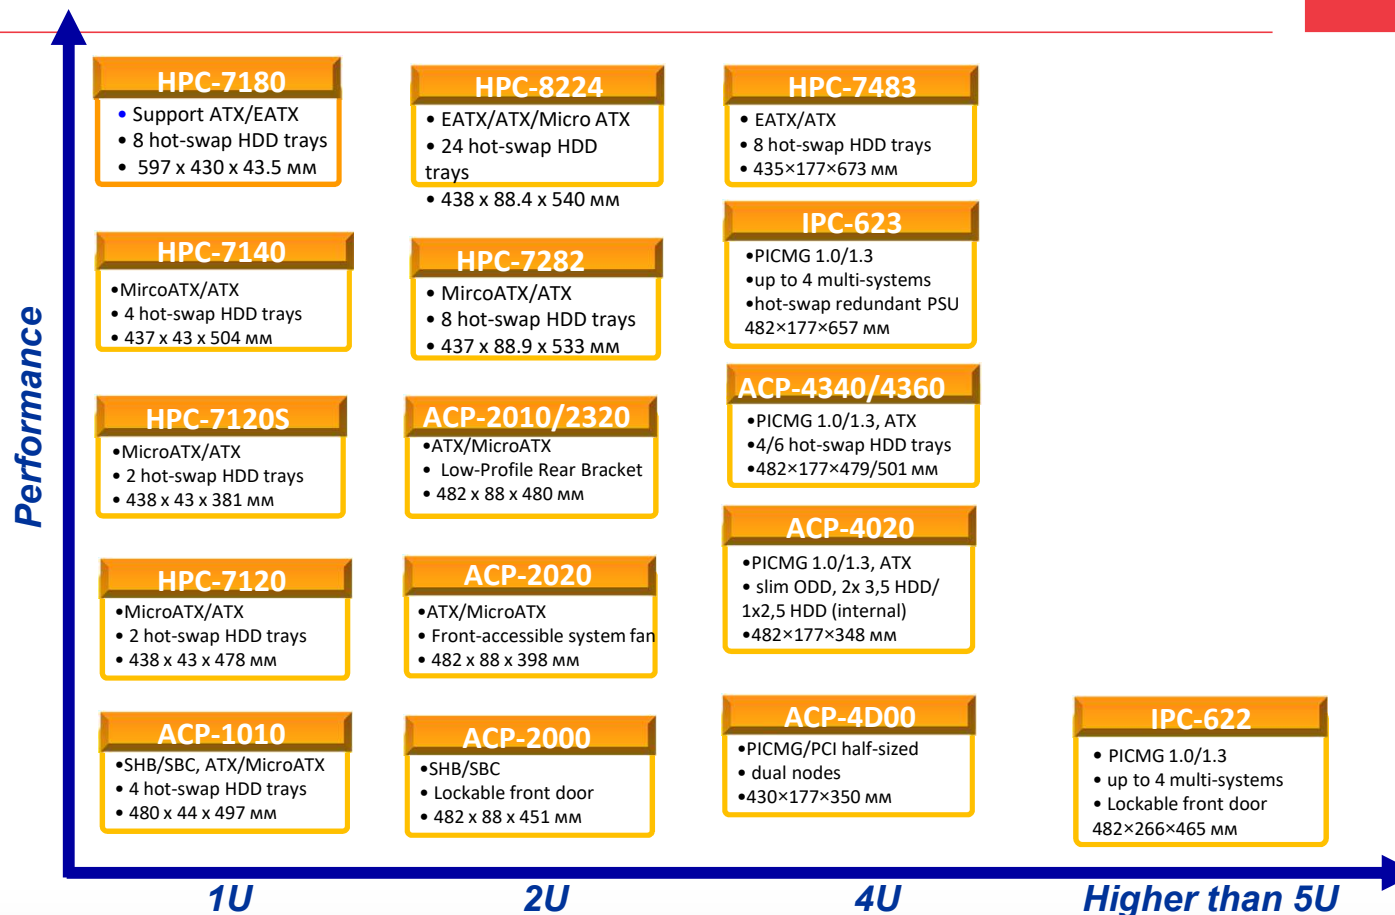 Performance
HPC-7180
• Support ATX/EATX
• 8 hot-swap HDD trays
• 597 x 430 x 43.5 мм
HPC-7140
•MircoATX/ATX
• 4 hot-swap HDD trays
• 437 x 43 x 504 мм
HPC-7120S
•MicroATX/ATX
• 2 hot-swap HDD trays
• 438 x 43 x 381 мм
HPC-7120
•MicroATX/ATX
• 2 hot-swap HDD trays
• 438 x 43 x 478 мм
ACP-1010
•SHB/SBC, ATX/MicroATX
• 4 hot-swap HDD trays
• 480 x 44 x 497 мм
1U
HPC-8224
• EATX/ATX/Micro ATX
• 24 hot-swap HDD
trays
• 438 x 88.4 x 540 мм
HPC-7282
• MircoATX/ATX
• 8 hot-swap HDD trays
• 437 x 88.9 x 533 мм
ACP-2010/2320
•ATX/MicroATX
• Low-Profile Rear Bracket
• 482 x 88 x 480 мм
ACP-2020
•ATX/MicroATX
• Front-accessible system fan
• 482 x 88 x 398 мм
ACP-2000
•SHB/SBC
• Lockable front door
• 482 x 88 x 451 мм
2U
HPC-7483
• EATX/ATX
• 8 hot-swap HDD trays
• 435×177×673 мм
IPC-623
•PICMG 1.0/1.3
•up to 4 multi-systems
•hot-swap redundant PSU
482×177×657 мм
ACP-4340/4360
•PICMG 1.0/1.3, ATX
•4/6 hot-swap HDD trays
•482×177×479/501 мм
ACP-4020
•PICMG 1.0/1.3, ATX
• slim ODD, 2x 3,5 HDD/
1x2,5 HDD (internal)
•482×177×348 мм
ACP-4D00
•PICMG/PCI half-sized
• dual nodes
•430×177×350 мм
4U
IPC-622
• PICMG 1.0/1.3
• up to 4 multi-systems
• Lockable front door
482×266×465 мм
Higher than 5U